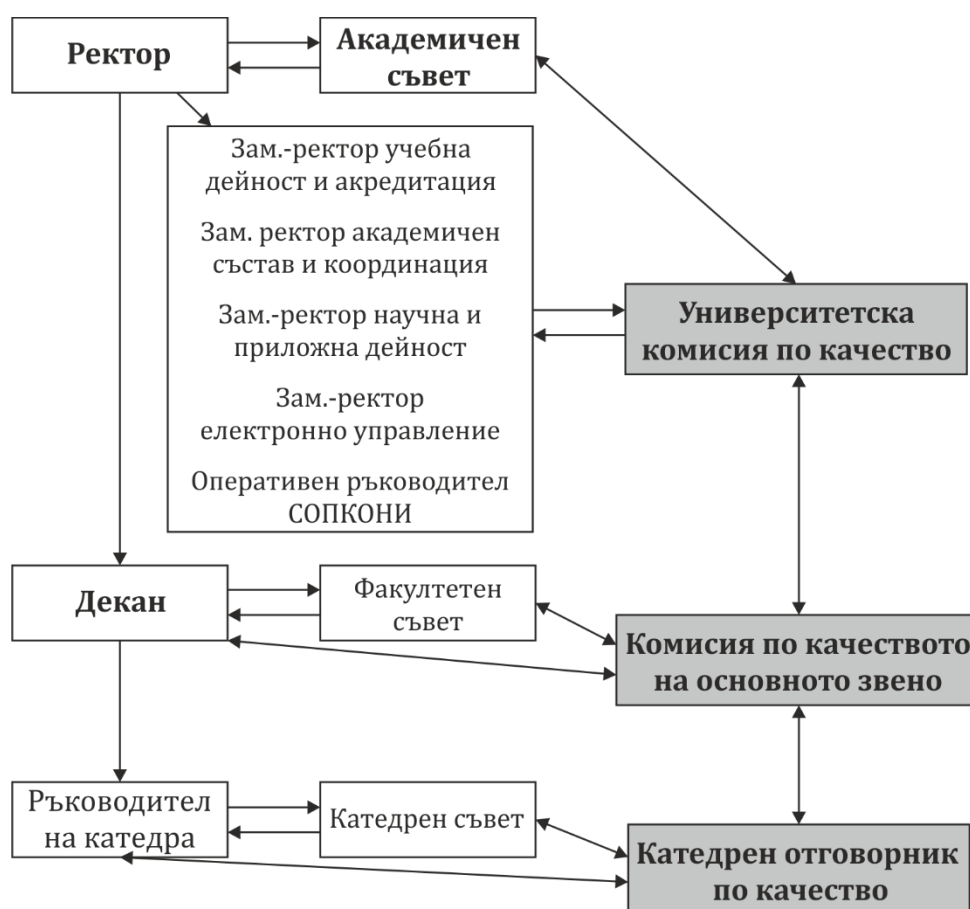 Ректор
Академичен
съвет
Зам.-ректор учебна
дейност и акредитация
Зам. ректор академичен
състав и координация
Зам.-ректор научна и
приложна дейност
Зам.-ректор
електронно управление
Оперативен ръководител
СОПКОНИ
Университетска
комисия по качество
Декан
Факултетен
съвет
Комисия по качеството
на основното звено
Ръководител
на катедра
Катедрен съвет
Катедрен отговорник
по качество